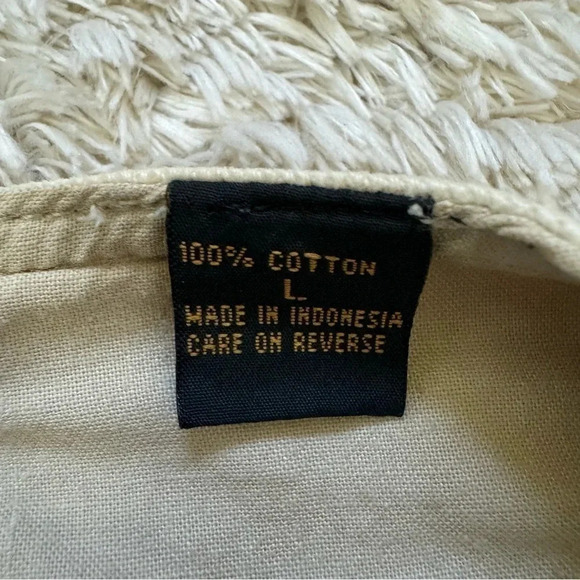 100% COTTON
L
MADE IN INDONESIA
CARE ON REVERSE